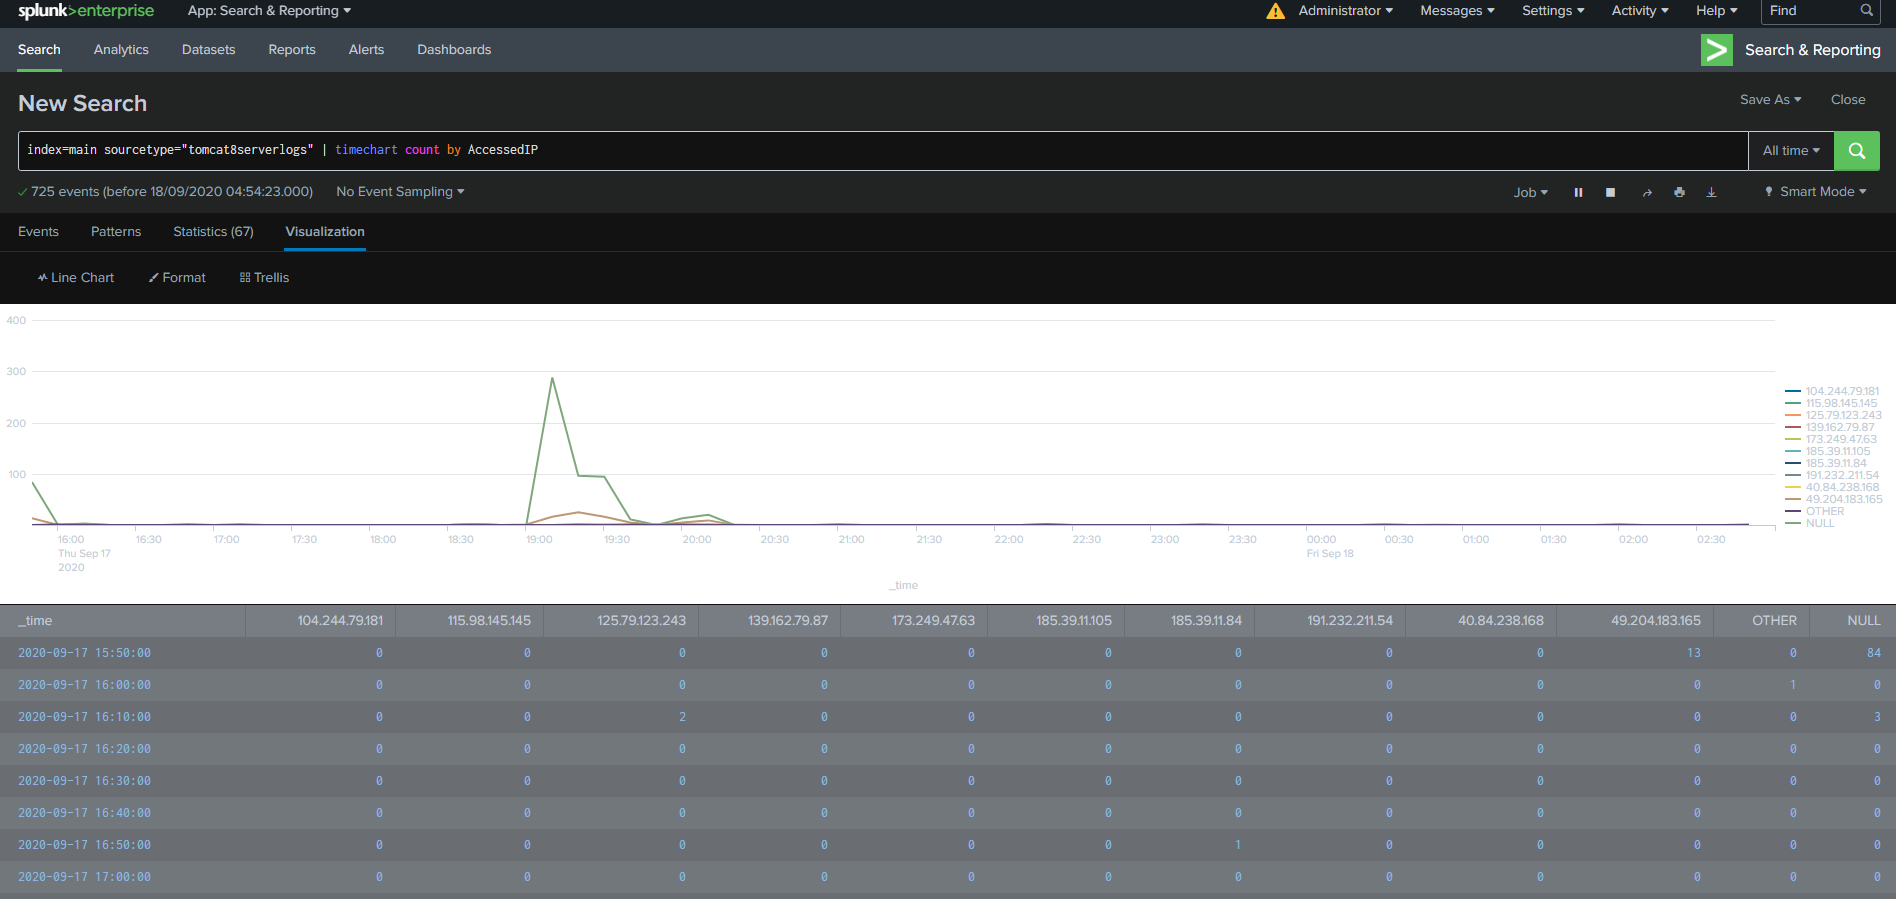 splunk>enterprise App: Search & Reporting Administrator Messages Settings Activity Help Find
Search Analytics Datasets Reports Alerts Dashboards Search & Reporting
New Search Save As Close
index=main sourcetype="tomcat8serverlogs" | timechart count by AccessedIP All time
725 events (before 18/09/2020 04:54:23.000) No Event Sampling Job Smart Mode
Events Patterns Statistics (67) Visualization
Line Chart Format Trellis
400
300
200
100
104.244.79.181
115.98.145.145
125.79.123.243
139.162.79.87
173.249.47.63
185.39.11.105
185.39.11.84
191.232.211.54
40.84.238.168
49.204.183.165
OTHER
NULL
16:00 16:30 17:00 17:30 18:00 18:30 19:00 19:30 20:00 20:30 21:00 21:30 22:00 22:30 23:00 23:30 00:00 00:30 01:00 01:30 02:00 02:30
Thu Sep 17 Fri Sep 18
2020
_time
_time 104.244.79.181 115.98.145.145 125.79.123.243 139.162.79.87 173.249.47.63 185.39.11.105 185.39.11.84 191.232.211.54 40.84.238.168 49.204.183.165 OTHER NULL
2020-09-17 15:50:00 0 0 0 0 0 0 0 0 0 13 0 84
2020-09-17 16:00:00 0 0 0 0 0 0 0 0 0 0 1 0
2020-09-17 16:10:00 0 0 2 0 0 0 0 0 0 0 0 3
2020-09-17 16:20:00 0 0 0 0 0 0 0 0 0 0 0 0
2020-09-17 16:30:00 0 0 0 0 0 0 0 0 0 0 0 0
2020-09-17 16:40:00 0 0 0 0 0 0 0 0 0 0 0 0
2020-09-17 16:50:00 0 0 0 0 0 0 1 0 0 0 0 0
2020-09-17 17:00:00 0 0 0 0 0 0 0 0 0 0 0 0